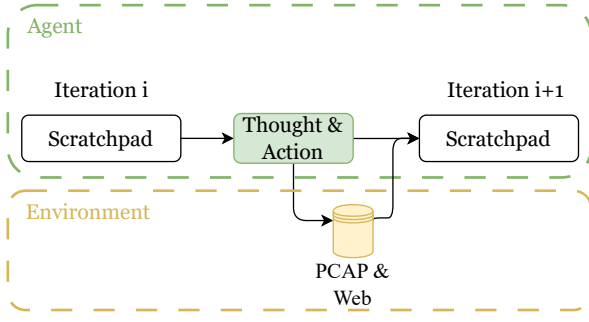 Agent
Iteration i
Iteration i+1
Scratchpad
Thought &
Action
Scratchpad
Environment
PCAP &
Web